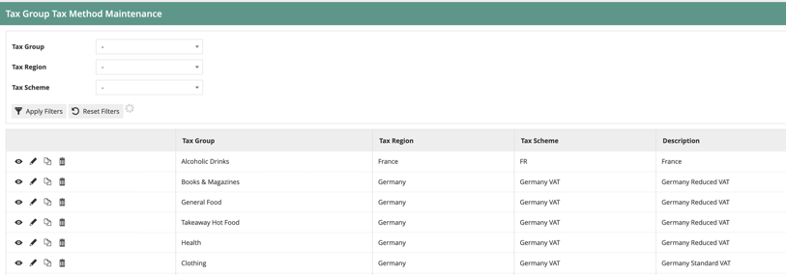 Tax Group Tax Method Maintenance
Tax Group -
Tax Region -
Tax Scheme -
Apply Filters Reset Filters
Tax Group Tax Region Tax Scheme Description
Alcoholic Drinks France FR France
Books & Magazines Germany Germany VAT Germany Reduced VAT
General Food Germany Germany VAT Germany Reduced VAT
Takeaway Hot Food Germany Germany VAT Germany Reduced VAT
Health Germany Germany VAT Germany Reduced VAT
Clothing Germany Germany VAT Germany Standard VAT